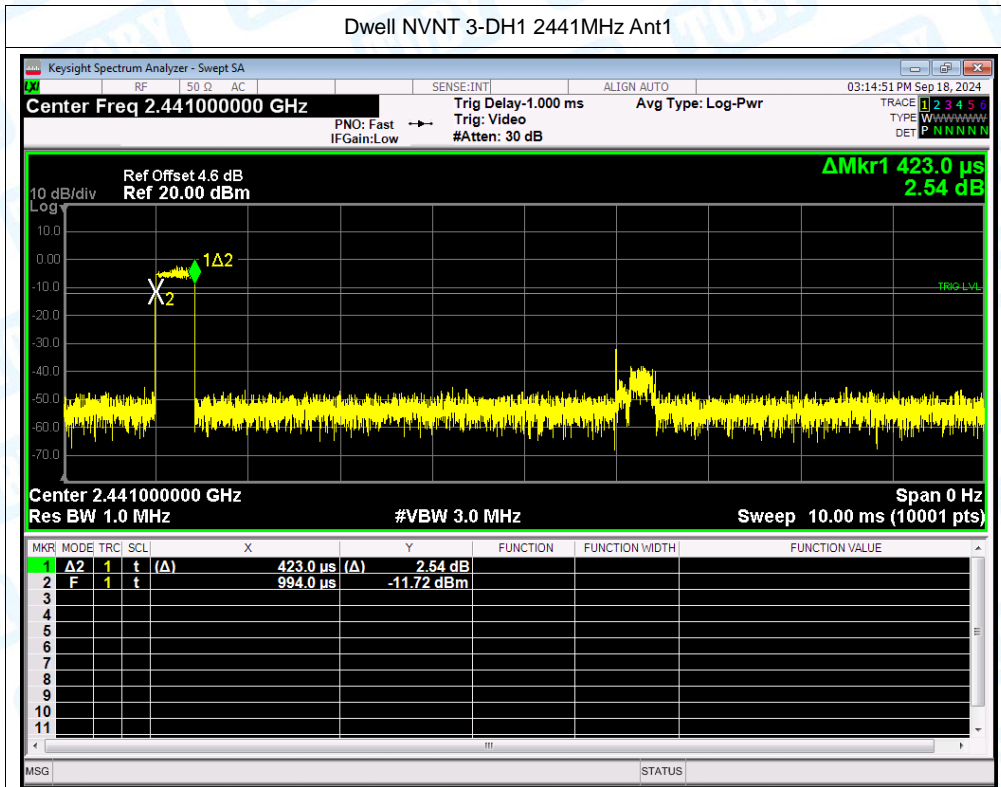 Dwell NVNT 3-DH1 2441MHz Ant1
Keysight Spectrum Analyzer - Swept SA
LXI RF 50 Ω AC SENSE:INT ALIGN AUTO 03:14:51 PM Sep 18, 2024
Center Freq 2.441000000 GHz
PNO: Fast
IFGain:Low
Trig Delay-1.000 ms
Trig: Video
#Atten: 30 dB
Avg Type: Log-Pwr
TRACE 1 2 3 4 5 6
TYPE WWWWWW
DET P N N N N N
ΔMkr1 423.0 µs
2.54 dB
Ref Offset 4.6 dB
10 dB/div Ref 20.00 dBm
Log
10.0
0.00
-10.0
-20.0
-30.0
-40.0
-50.0
-60.0
-70.0
1Δ2
X2
TRIG LVL
Center 2.441000000 GHz Span 0 Hz
Res BW 1.0 MHz #VBW 3.0 MHz Sweep 10.00 ms (10001 pts)
MKR MODE TRC SCL X Y FUNCTION FUNCTION WIDTH FUNCTION VALUE
1 Δ2 1 t (Δ) 423.0 µs (Δ) 2.54 dB
2 F 1 t 994.0 µs -11.72 dBm
3
4
5
6
7
8
9
10
11
MSG STATUS